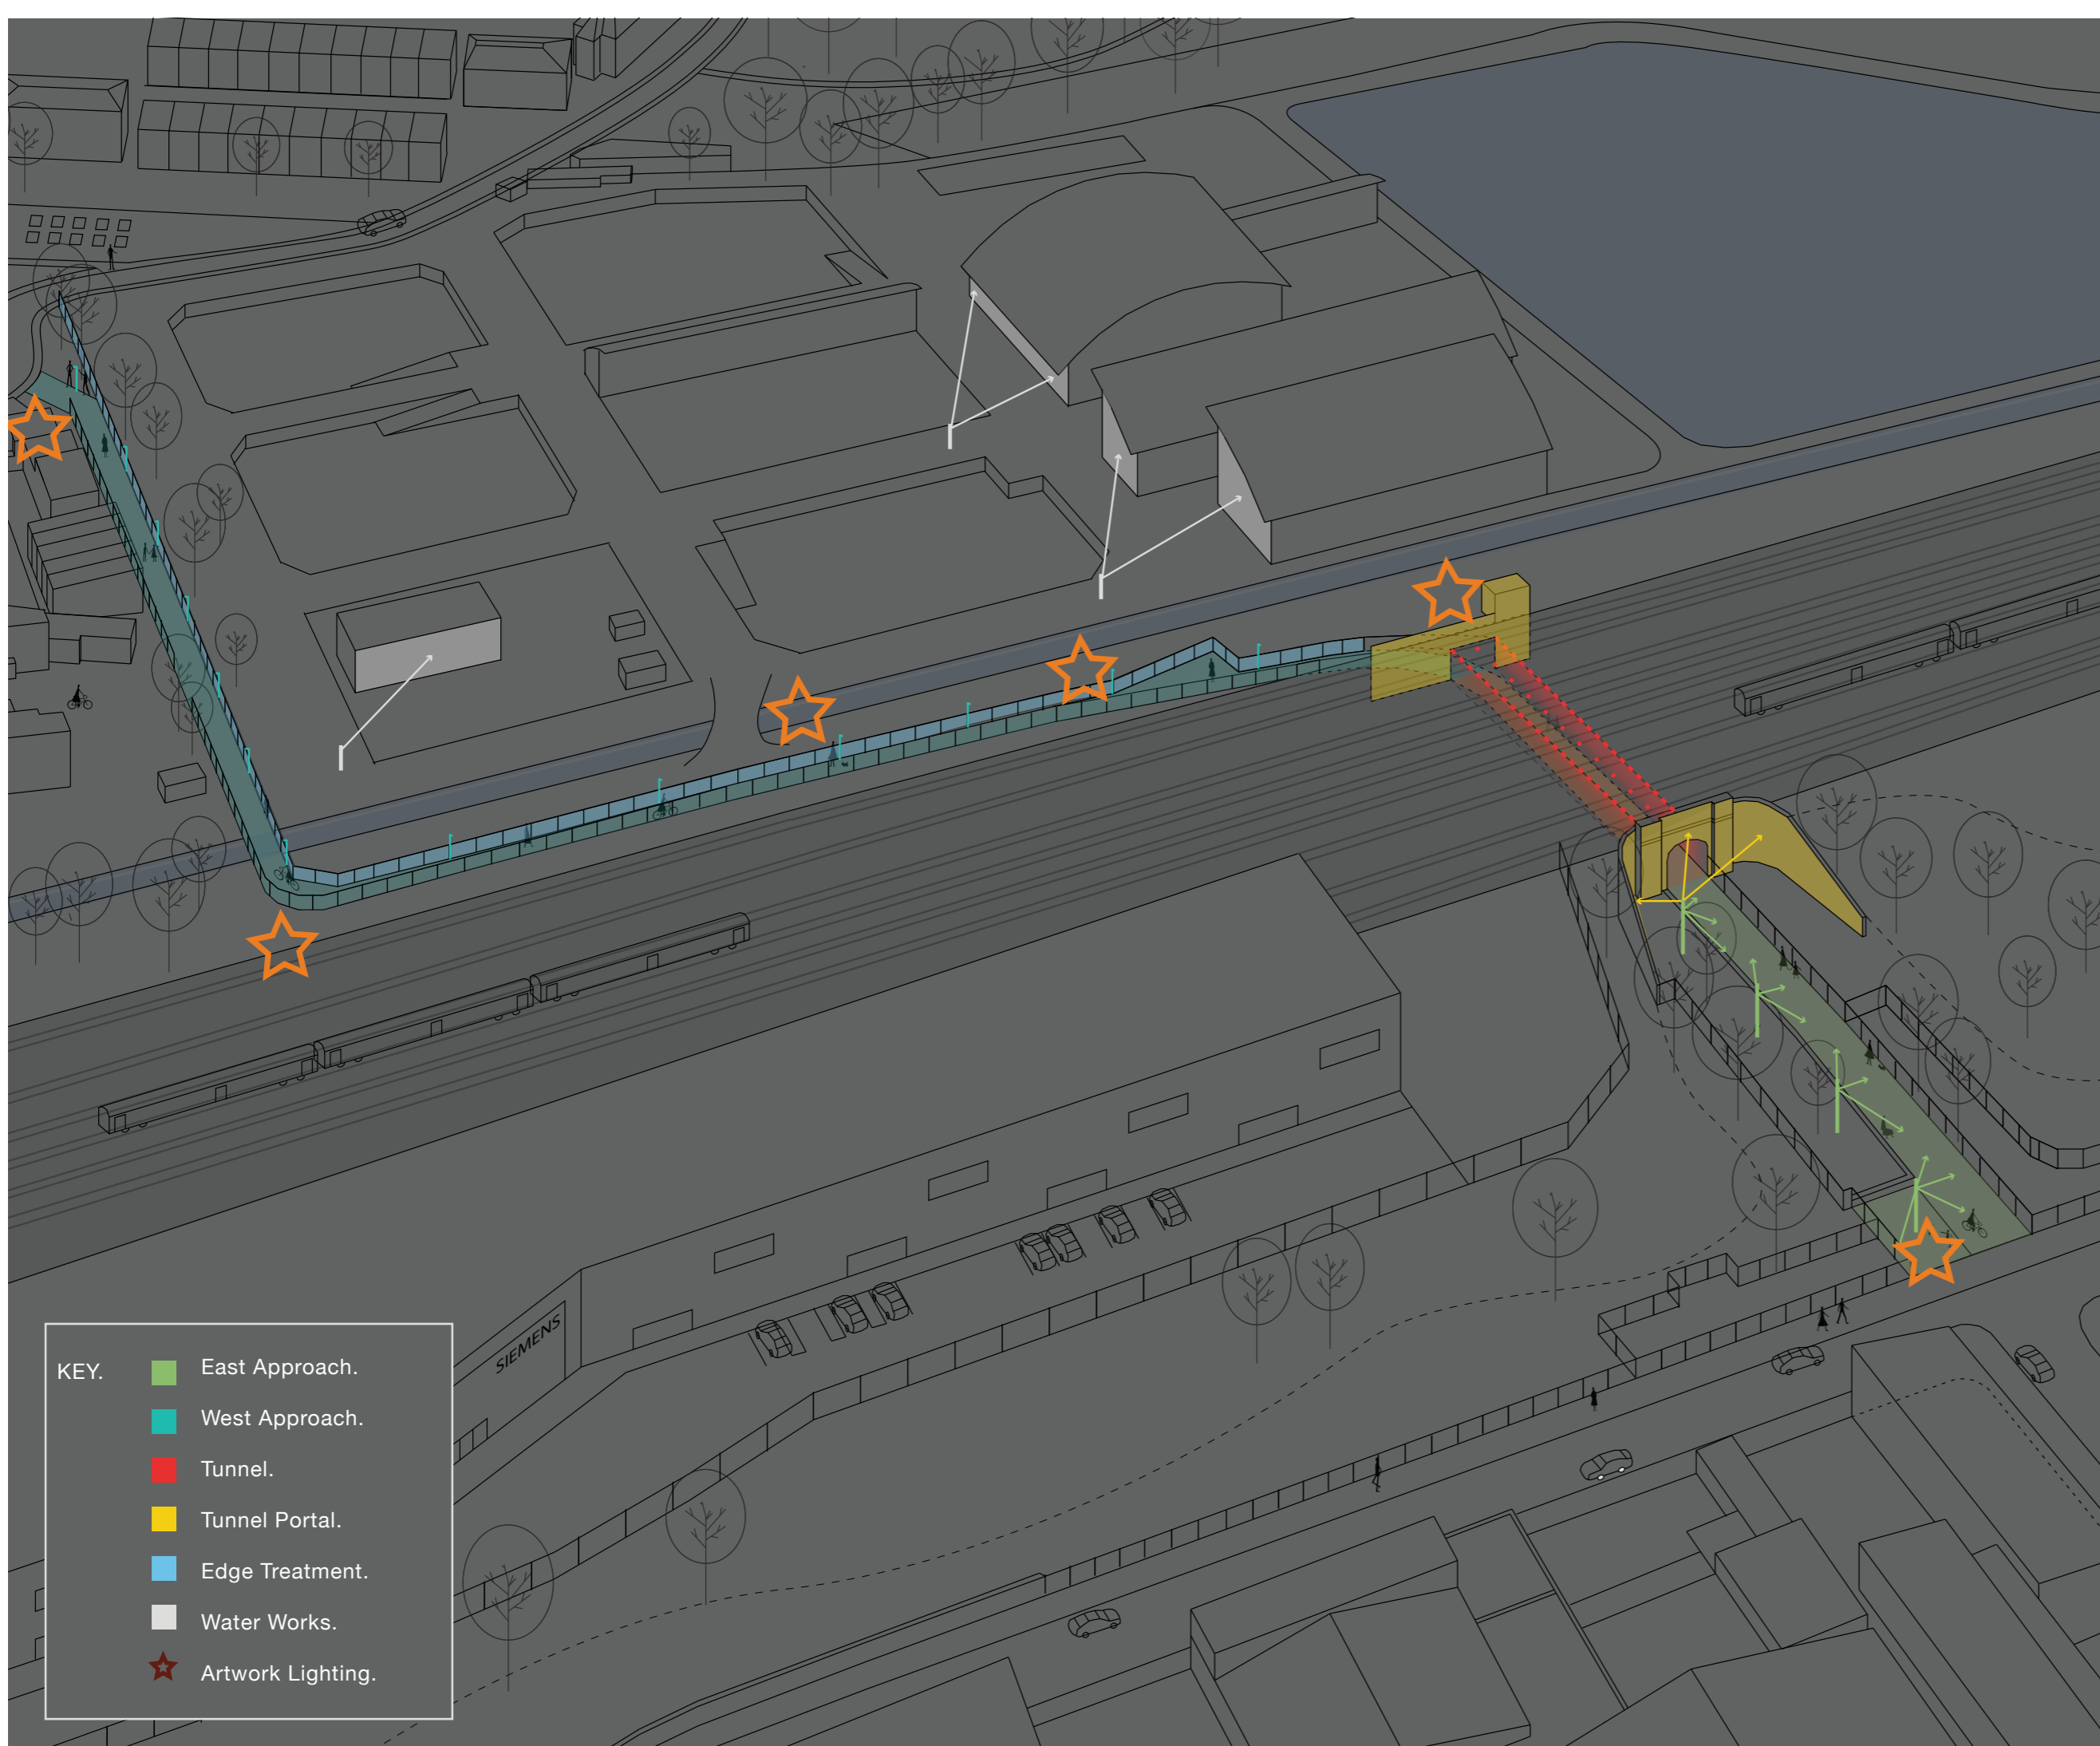 SIEMENS
KEY.
East Approach.
West Approach.
Tunnel.
Tunnel Portal.
Edge Treatment.
Water Works.
Artwork Lighting.